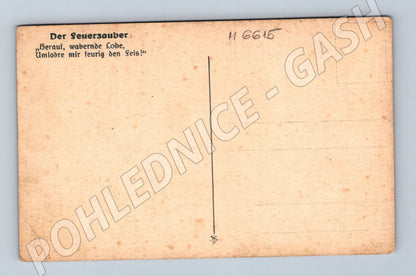 Der Feuerzauber:
„Herauf, wabernde Lohe,
Umlodre mir feurig den Fels!“
H 6615
POHLEDNICE - GASH